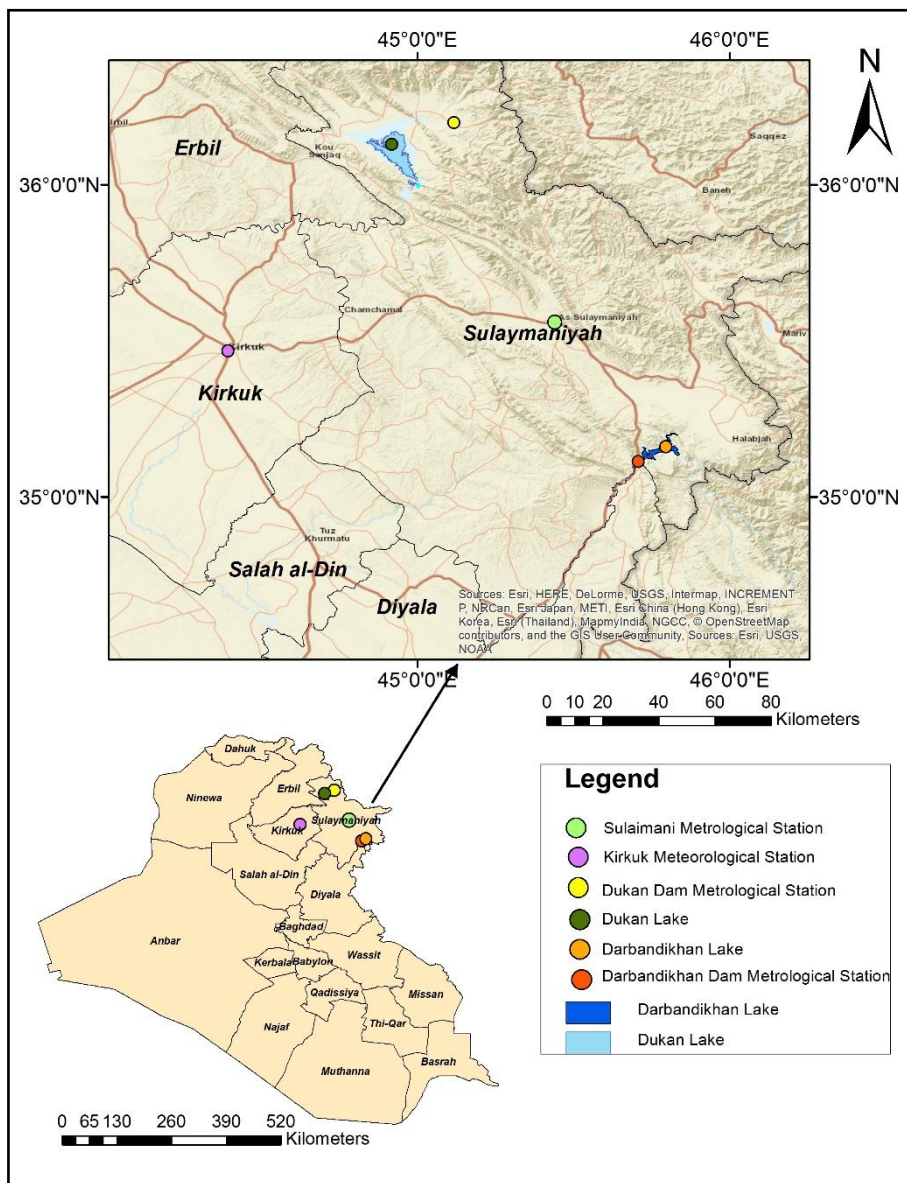 45°0'0"E 46°0'0"E
N
Erbil
Kou
Sanjaq
Saqqez
Baneh
36°0'0"N 36°0'0"N
Chamchamal
As Sulaymaniyah
Sulaymaniyah
Kirkuk
Mariv
Kirkuk
Halabjah
35°0'0"N 35°0'0"N
Tuz
Khurmatu
Salah al-Din
Diyala
Sources: Esri, HERE, DeLorme, USGS, Intermap, INCREMENT
P, NRCan, Esri Japan, METI, Esri China (Hong Kong), Esri
Korea, Esri (Thailand), MapmyIndia, NGCC, © OpenStreetMap
contributors, and the GIS User Community, Sources: Esri, USGS,
NOAA
45°0'0"E 46°0'0"E
0 10 20 40 60 80
Kilometers
Dahuk
Ninewa
Erbil
Sulaymaniyah
Kirkuk
Salah al-Din
Diyala
Anbar
Baghdad
Wassit
Kerbala
Babylon
Qadissiya
Missan
Najaf
Thi-Qar
Muthanna
Basrah
0 65 130 260 390 520
Kilometers
Legend
Sulaimani Metrological Station
Kirkuk Meteorological Station
Dukan Dam Metrological Station
Dukan Lake
Darbandikhan Lake
Darbandikhan Dam Metrological Station
Darbandikhan Lake
Dukan Lake